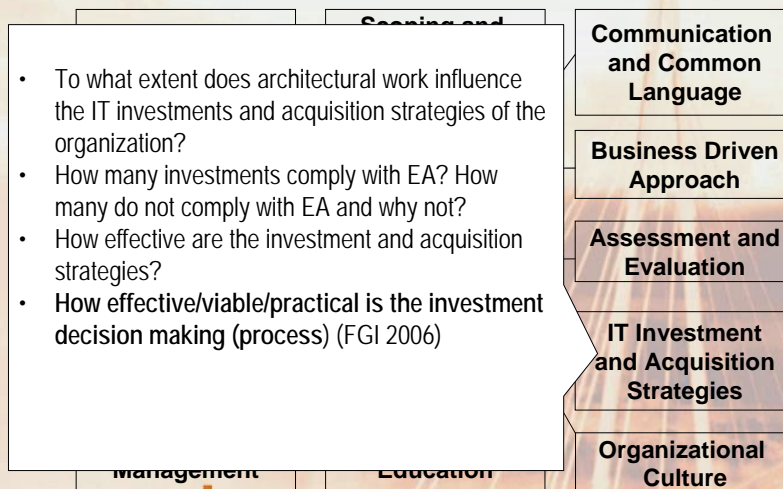 Scoping and
• To what extent does architectural work influence
the IT investments and acquisition strategies of the
organization?
• How many investments comply with EA? How
many do not comply with EA and why not?
• How effective are the investment and acquisition
strategies?
• How effective/viable/practical is the investment
decision making (process) (FGI 2006)
Management
Education
Communication
and Common
Language
Business Driven
Approach
Assessment and
Evaluation
IT Investment
and Acquisition
Strategies
Organizational
Culture